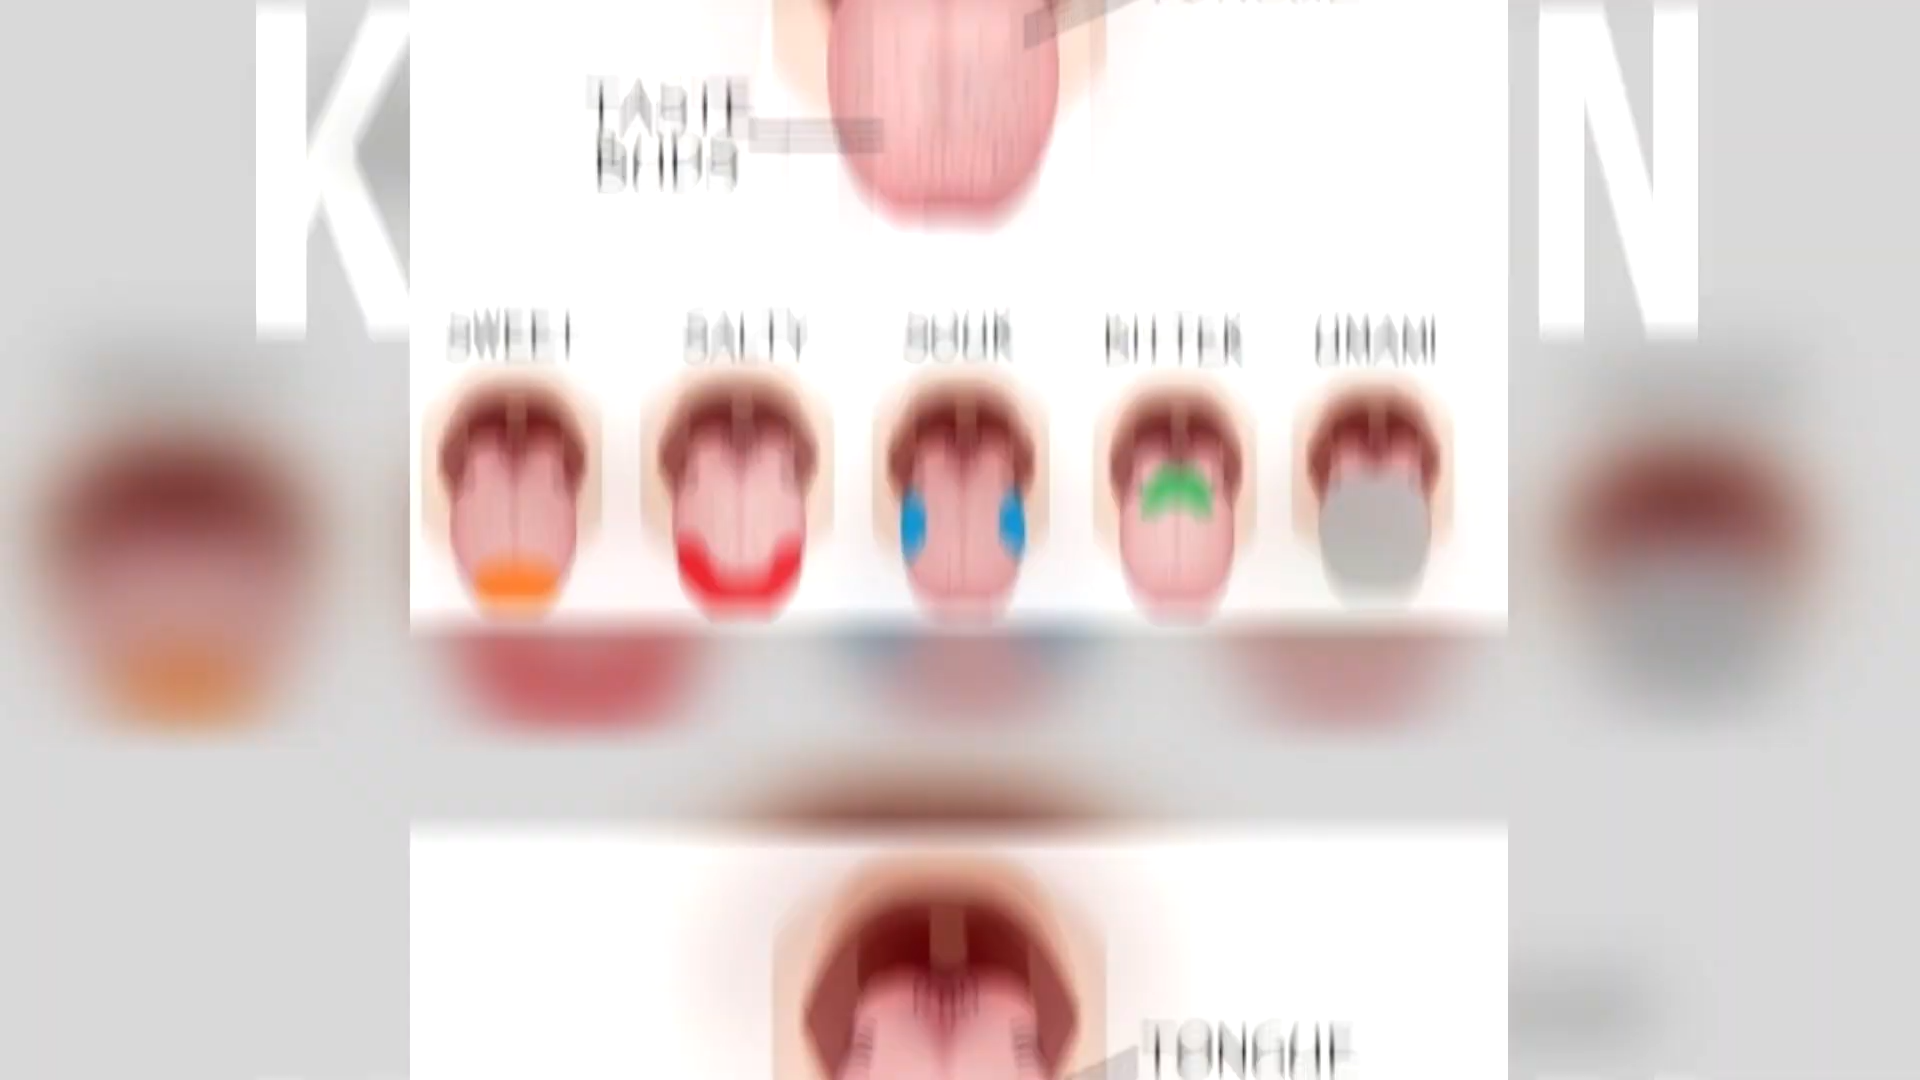 K N
TASTE
BUDS
SWEET SALTY SOUR BITTER UMAMI
TONGUE